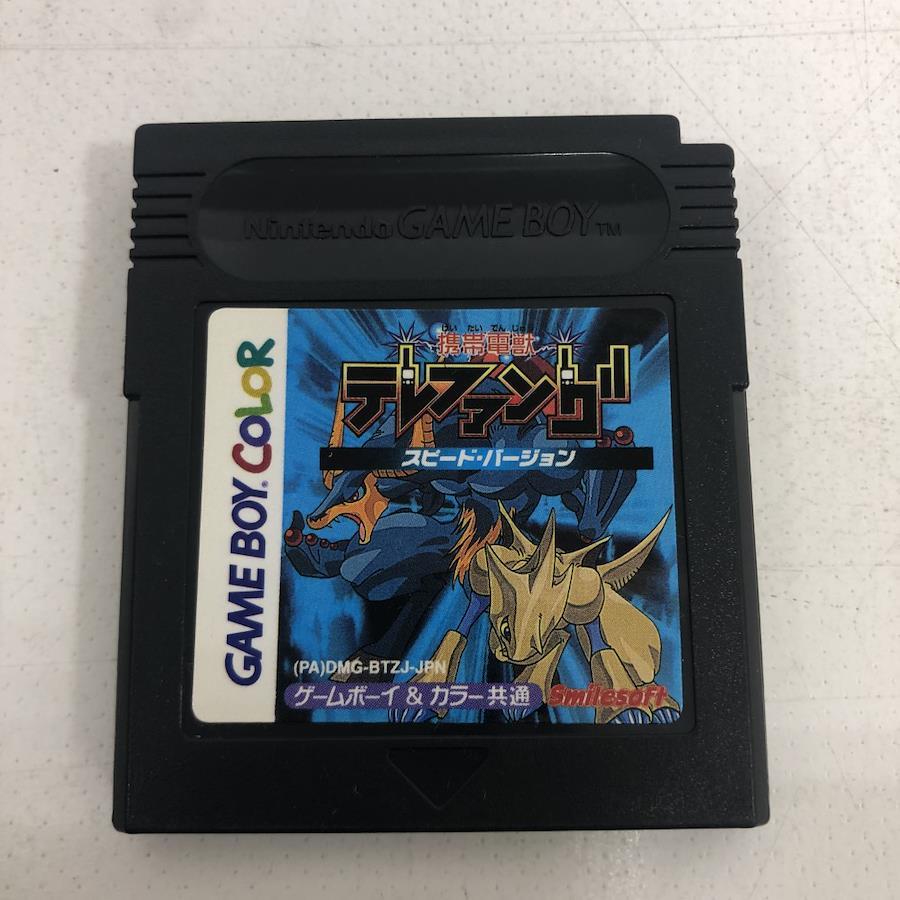 Nintendo GAME BOY TM
GAME BOY COLOR
けいたいでんじゅう
携帯電獣
テレファング
スピード・バージョン
(PA)DMG-BTZJ-JPN
ゲームボーイ & カラー共通
Smilesoft